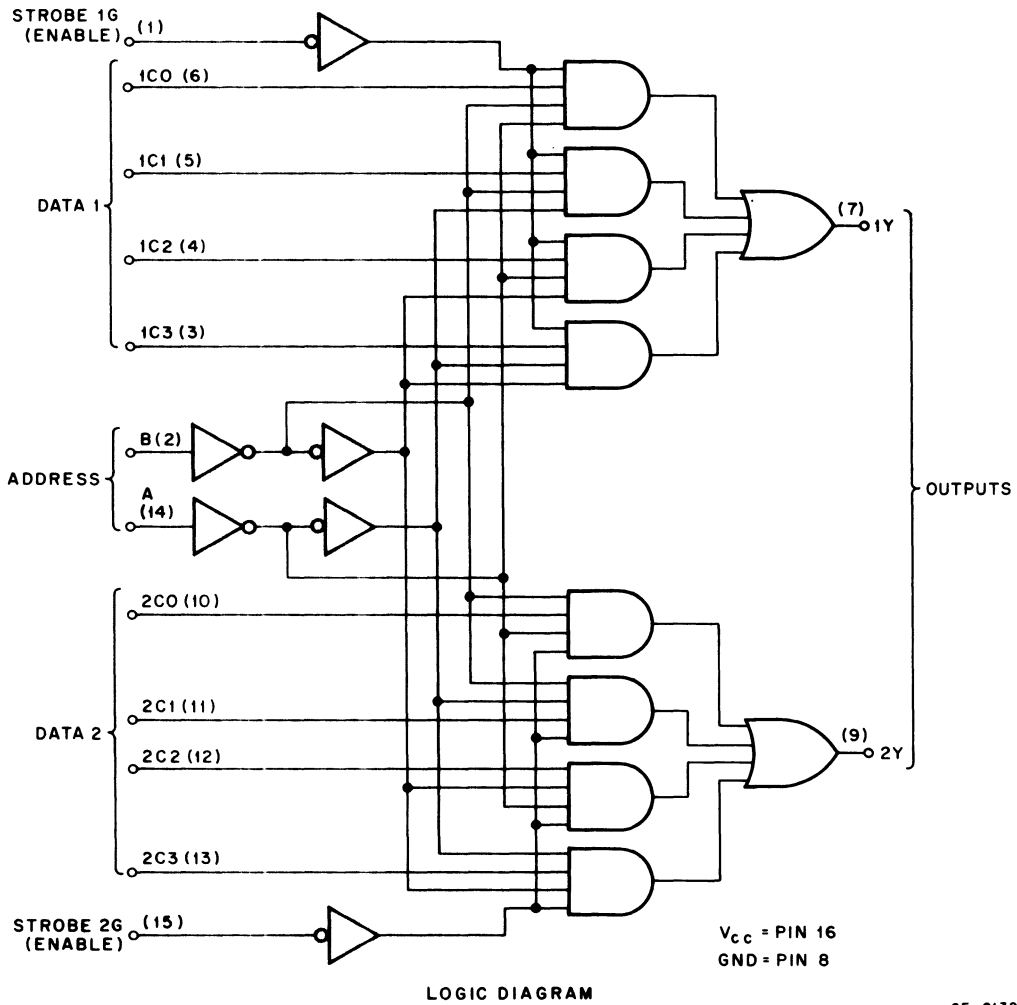 STROBE 1G (1)
(ENABLE)
1C0 (6)
1C1 (5)
DATA 1
(7)
1Y
1C2 (4)
1C3 (3)
B(2)
ADDRESS
OUTPUTS
A
(14)
2C0 (10)
2C1 (11)
DATA 2
(9)
2Y
2C2 (12)
2C3 (13)
STROBE 2G (15)
(ENABLE)
VCC = PIN 16
GND = PIN 8
LOGIC DIAGRAM